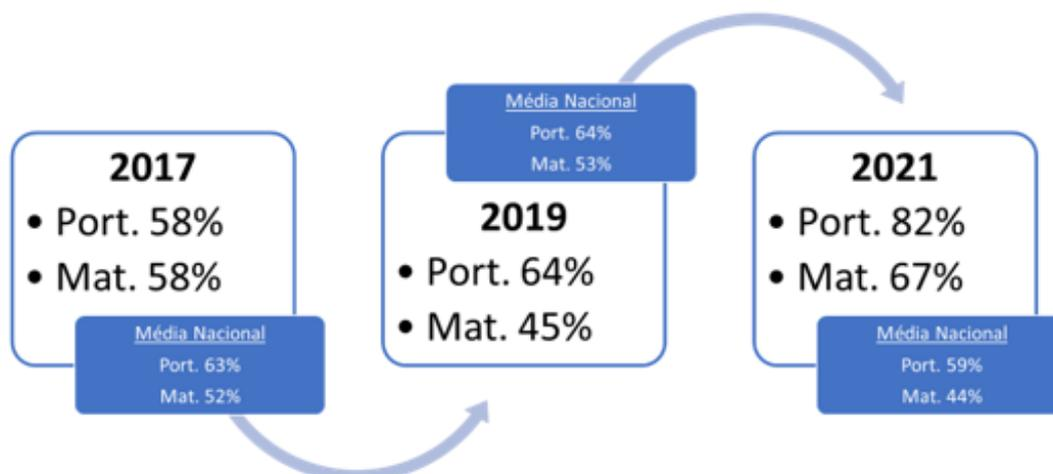 2017
• Port. 58%
• Mat. 58%
Média Nacional
Port. 63%
Mat. 52%
Média Nacional
Port. 64%
Mat. 53%
2019
• Port. 64%
• Mat. 45%
2021
• Port. 82%
• Mat. 67%
Média Nacional
Port. 59%
Mat. 44%